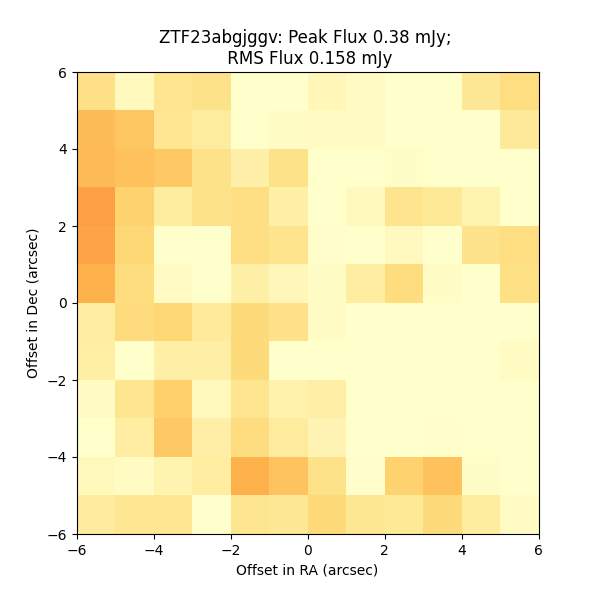 ZTF23abgjggv: Peak Flux 0.38 mJy;
RMS Flux 0.158 mJy
6
4
2
0
−2
−4
−6
Offset in Dec (arcsec)
−6 −4 −2 0 2 4 6
Offset in RA (arcsec)